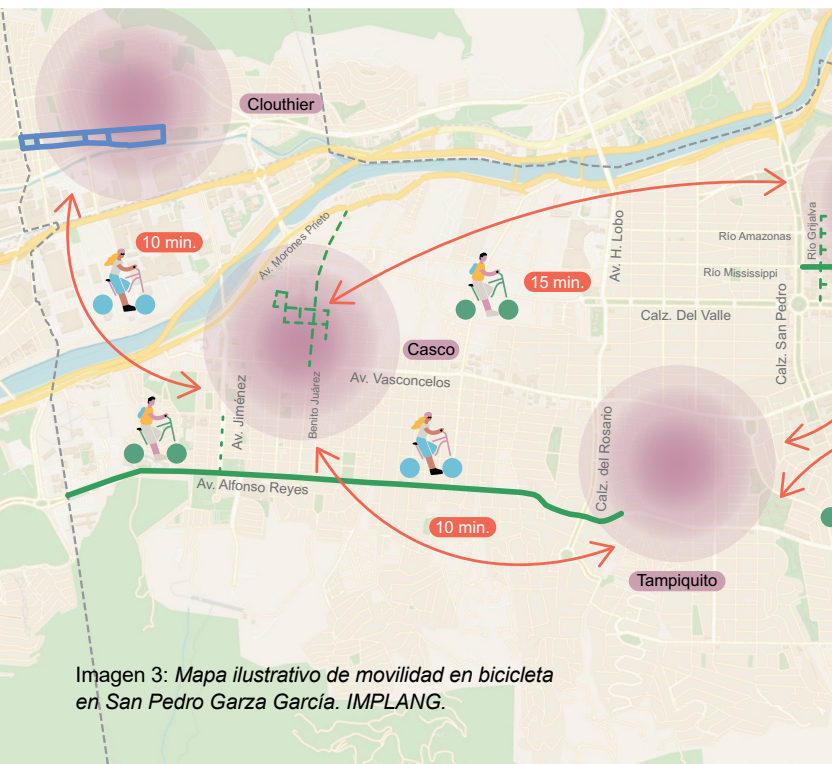 Clouthier
10 min.
Av. Morones Prieto
Av. H. Lobo
Río Grijalva
Río Amazonas
Río Mississippi
15 min.
Calz. Del Valle
Calz. San Pedro
Casco
Av. Vasconcelos
Av. Jiménez
Benito Juárez
Calz. del Rosario
Av. Alfonso Reyes
10 min.
Tampiquito
Imagen 3: Mapa ilustrativo de movilidad en bicicleta
en San Pedro Garza García. IMPLANG.